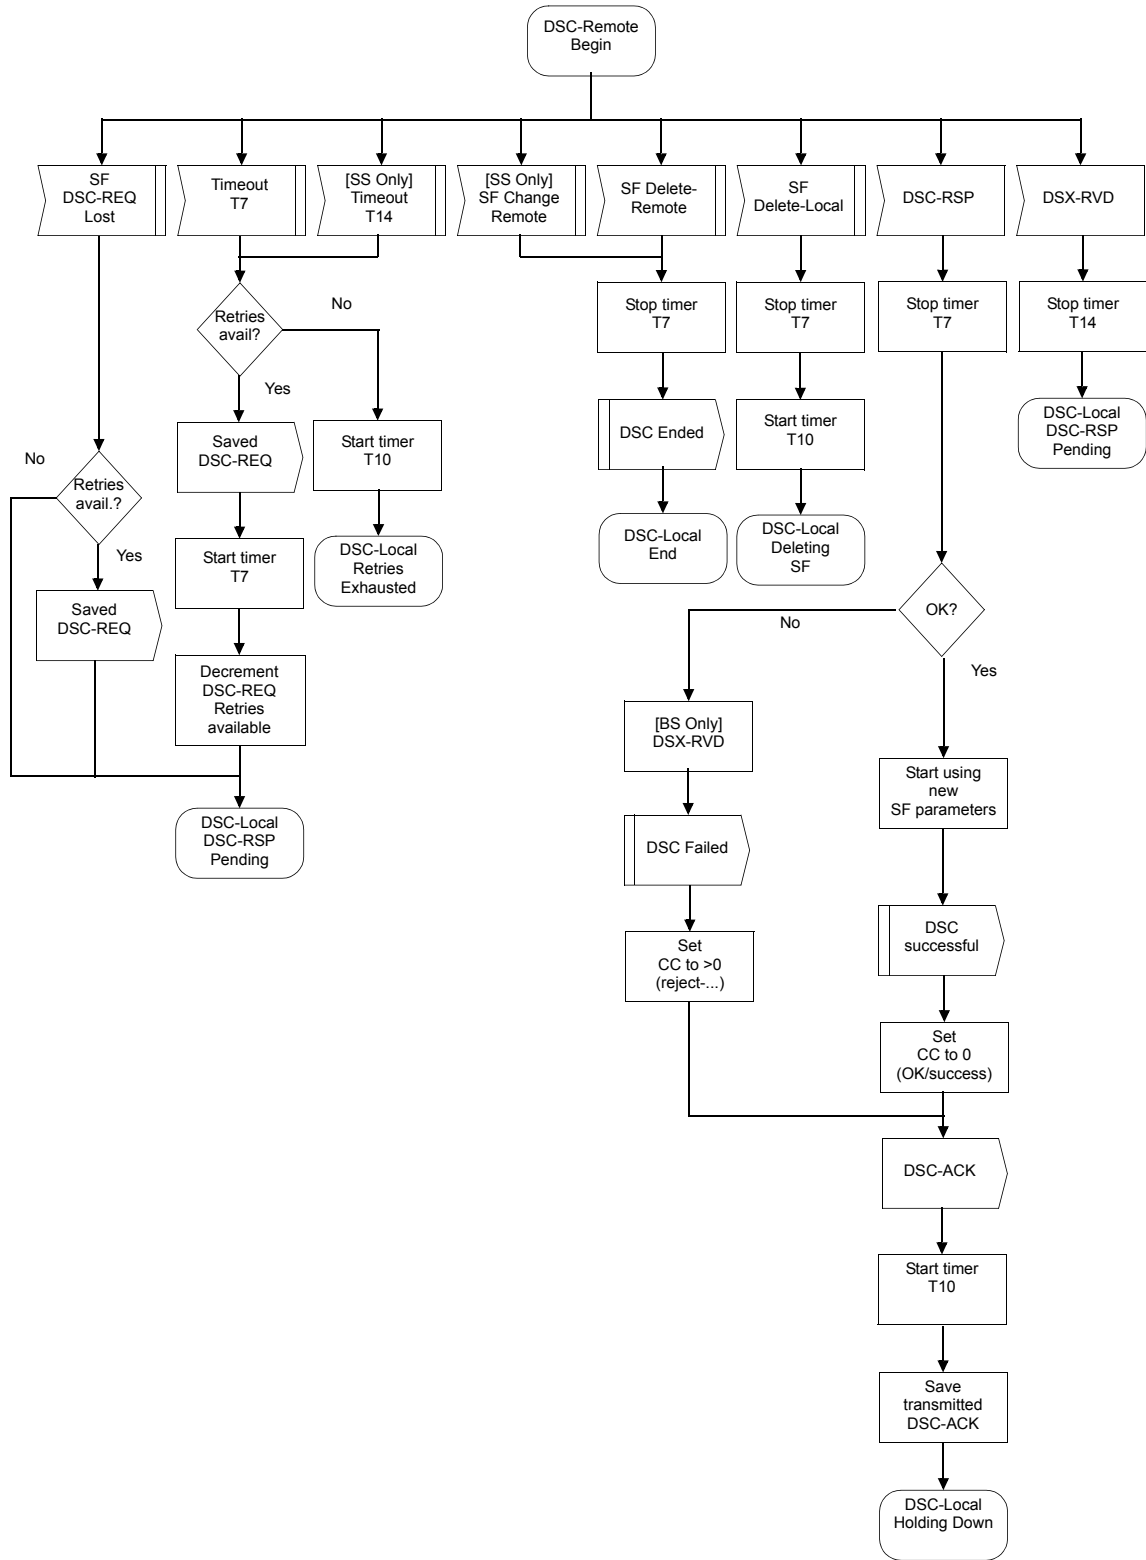 DSC-Remote
Begin
SF
DSC-REQ
Lost
Timeout
T7
[SS Only]
Timeout
T14
[SS Only]
SF Change
Remote
SF Delete-
Remote
SF
Delete-Local
DSC-RSP
DSX-RVD
Retries
avail?
No
Yes
Stop timer
T7
Stop timer
T7
Stop timer
T7
Stop timer
T14
Saved
DSC-REQ
Start timer
T10
DSC Ended
Start timer
T10
DSC-Local
DSC-RSP
Pending
No
Retries
avail.?
Yes
Start timer
T7
DSC-Local
Retries
Exhausted
DSC-Local
End
DSC-Local
Deleting
SF
Saved
DSC-REQ
OK?
No
Yes
Decrement
DSC-REQ
Retries
available
[BS Only]
DSX-RVD
Start using
new
SF parameters
DSC-Local
DSC-RSP
Pending
DSC Failed
DSC
successful
Set
CC to >0
(reject-...)
Set
CC to 0
(OK/success)
DSC-ACK
Start timer
T10
Save
transmitted
DSC-ACK
DSC-Local
Holding Down